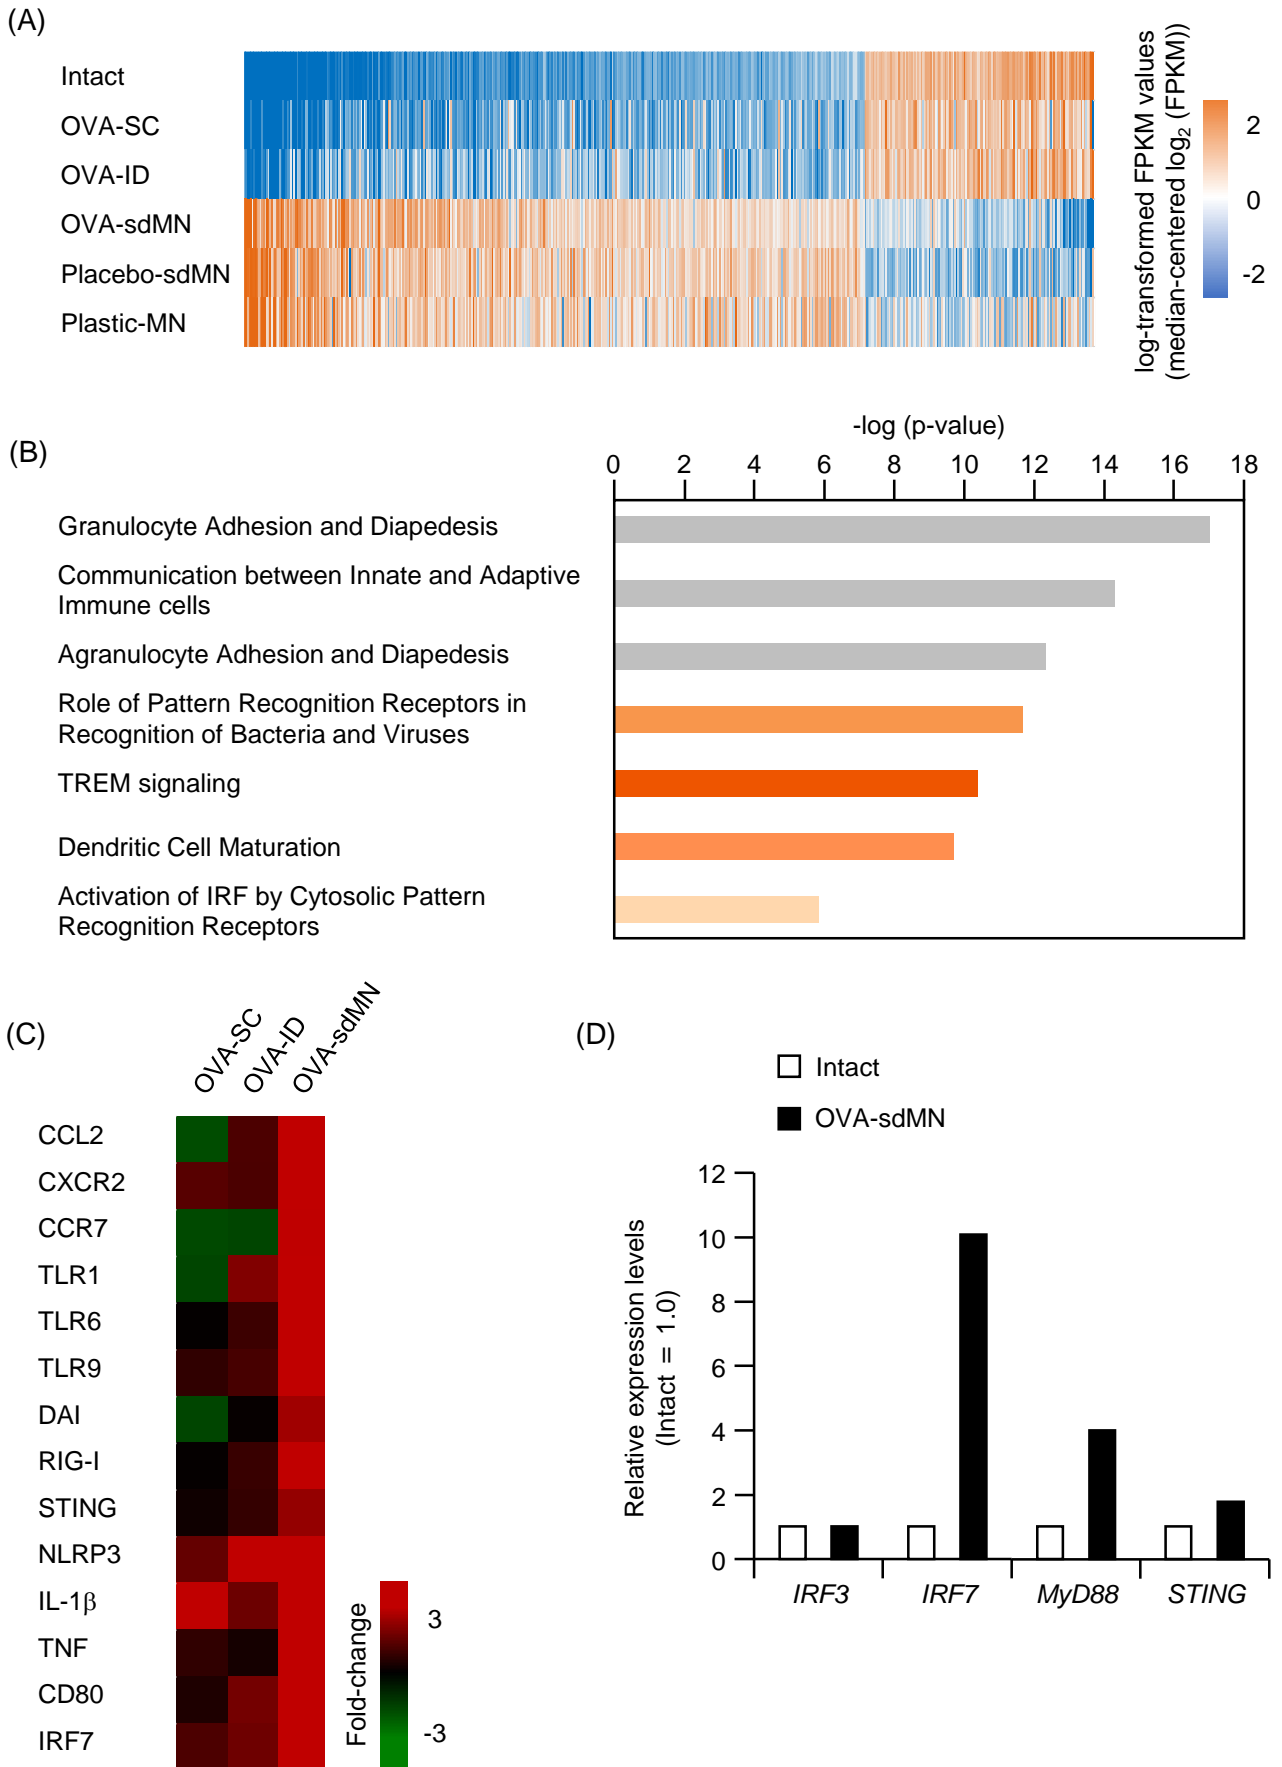 (A)
Intact
OVA-SC
OVA-ID
OVA-sdMN
Placebo-sdMN
Plastic-MN
log-transformed FPKM values
(median-centered log₂ (FPKM))
2
0
-2
(B)
-log (p-value)
0 2 4 6 8 10 12 14 16 18
Granulocyte Adhesion and Diapedesis
Communication between Innate and Adaptive
Immune cells
Agranulocyte Adhesion and Diapedesis
Role of Pattern Recognition Receptors in
Recognition of Bacteria and Viruses
TREM signaling
Dendritic Cell Maturation
Activation of IRF by Cytosolic Pattern
Recognition Receptors
(C)
OVA-SC
OVA-ID
OVA-sdMN
CCL2
CXCR2
CCR7
TLR1
TLR6
TLR9
DAI
RIG-I
STING
NLRP3
IL-1β
TNF
CD80
IRF7
Fold-change
3
-3
(D)
Intact
OVA-sdMN
Relative expression levels
(Intact = 1.0)
12
10
8
6
4
2
0
IRF3 IRF7 MyD88 STING